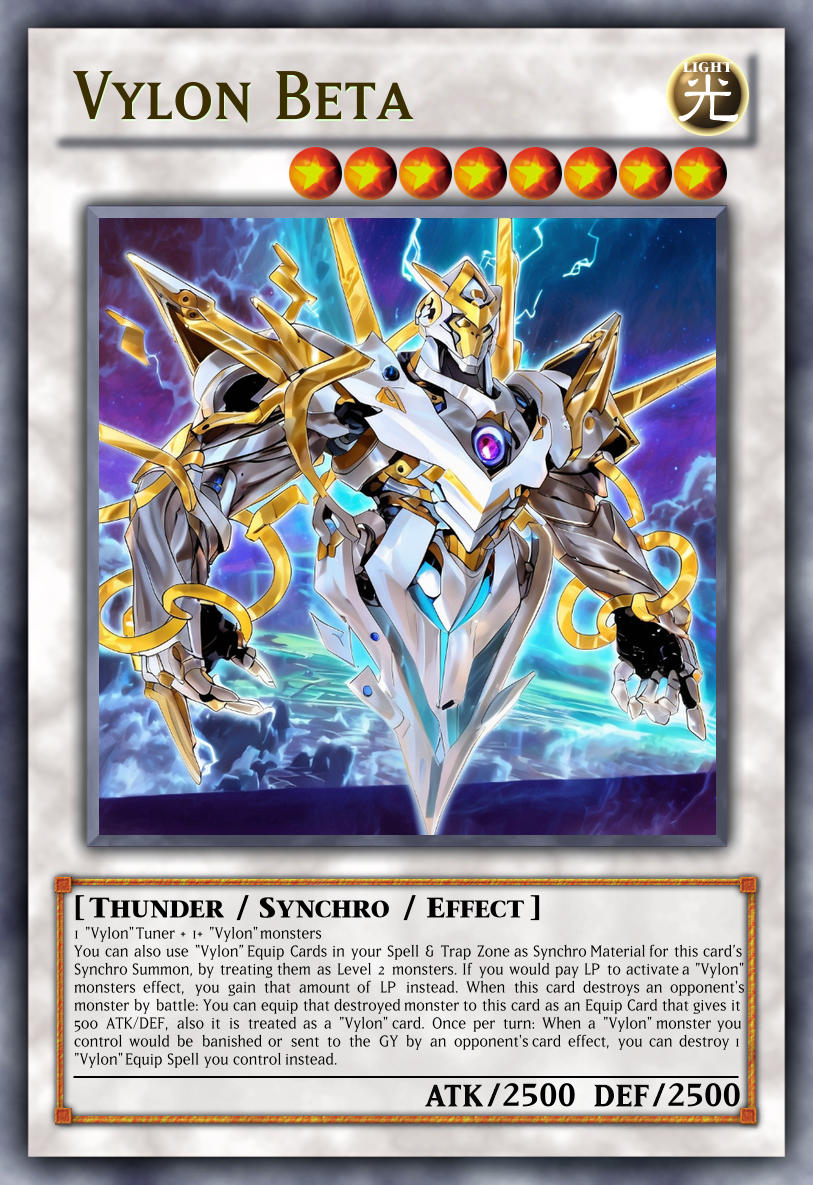 Vylon Beta
LIGHT
光
[ Thunder / Synchro / Effect ]
1 "Vylon" Tuner + 1+ "Vylon" monsters
You can also use "Vylon" Equip Cards in your Spell & Trap Zone as Synchro Material for this card's
Synchro Summon, by treating them as Level 2 monsters. If you would pay LP to activate a "Vylon"
monsters effect, you gain that amount of LP instead. When this card destroys an opponent's
monster by battle: You can equip that destroyed monster to this card as an Equip Card that gives it
500 ATK/DEF, also it is treated as a "Vylon" card. Once per turn: When a "Vylon" monster you
control would be banished or sent to the GY by an opponent's card effect, you can destroy 1
"Vylon" Equip Spell you control instead.
ATK/2500 DEF/2500